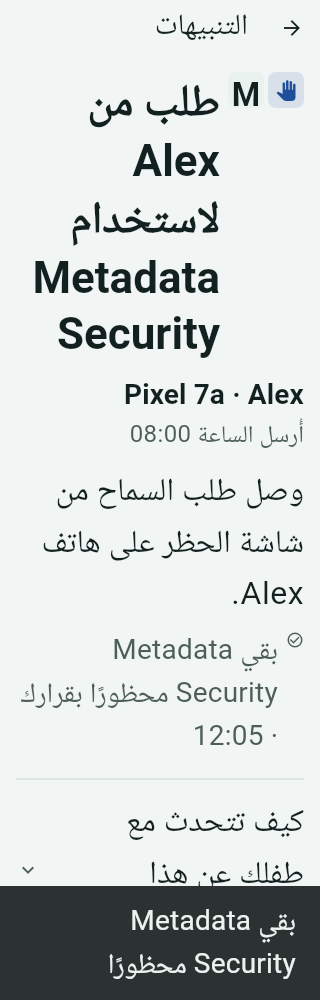 التنبيهات
M
طلب من
Alex
لاستخدام
Metadata
Security
Pixel 7a · Alex
أرسل الساعة 08:00
وصل طلب السماح من
شاشة الحظر على هاتف
Alex.
بقي Metadata
Security محظورًا بقرارك
· 12:05
كيف تتحدث مع
طفلك عن هذا
بقي Metadata
Security محظورًا